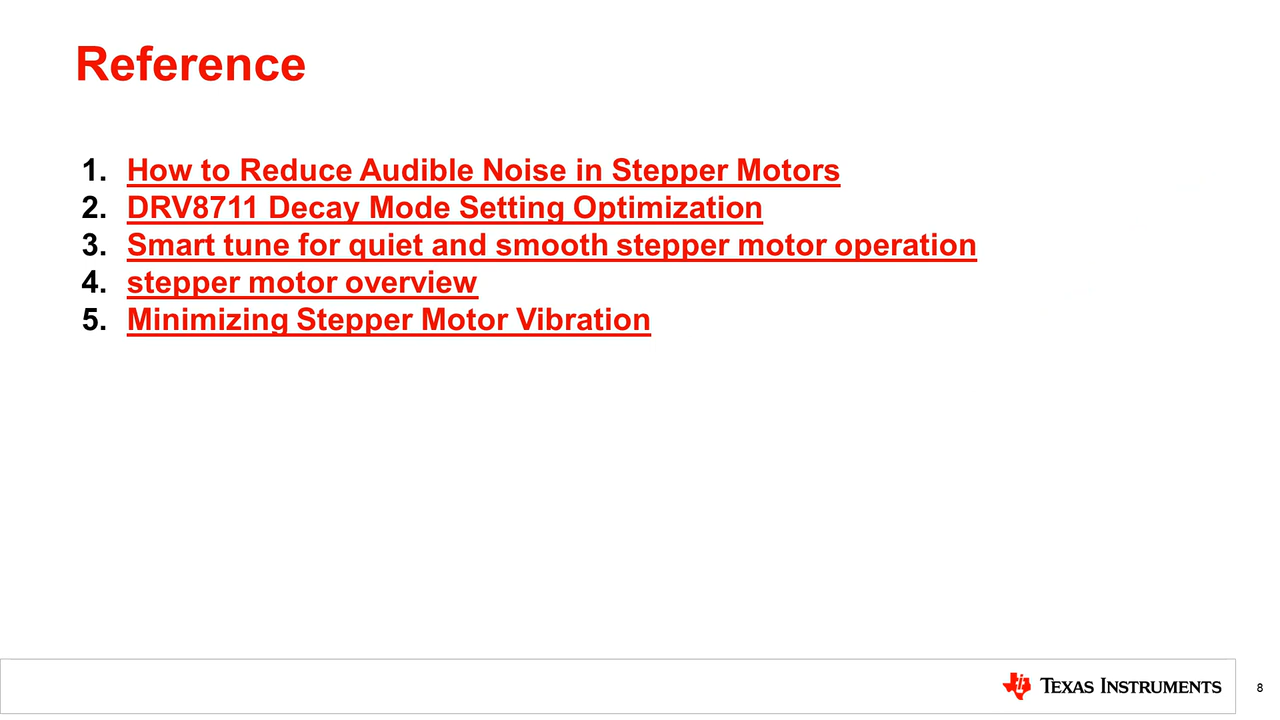 Reference
1. How to Reduce Audible Noise in Stepper Motors
2. DRV8711 Decay Mode Setting Optimization
3. Smart tune for quiet and smooth stepper motor operation
4. stepper motor overview
5. Minimizing Stepper Motor Vibration
TEXAS INSTRUMENTS
8